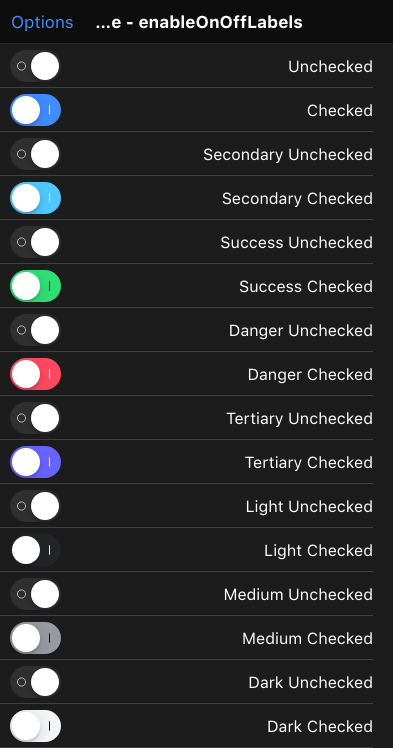 Options ...e - enableOnOffLabels
Unchecked
Checked
Secondary Unchecked
Secondary Checked
Success Unchecked
Success Checked
Danger Unchecked
Danger Checked
Tertiary Unchecked
Tertiary Checked
Light Unchecked
Light Checked
Medium Unchecked
Medium Checked
Dark Unchecked
Dark Checked